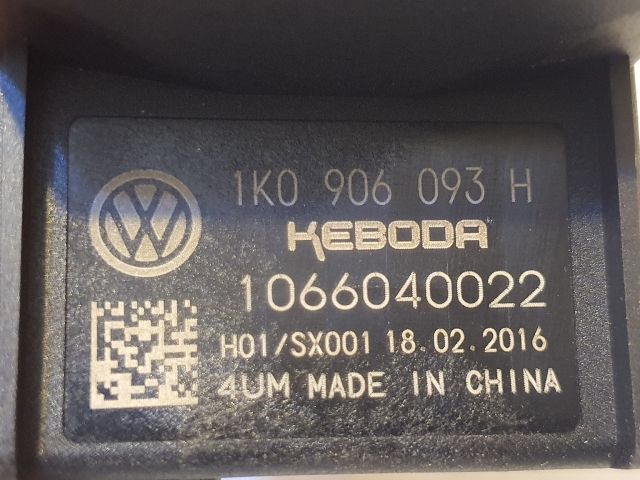 1K0 906 093 H
KEBODA
1066040022
H01/SX001 18.02.2016
4UM MADE IN CHINA